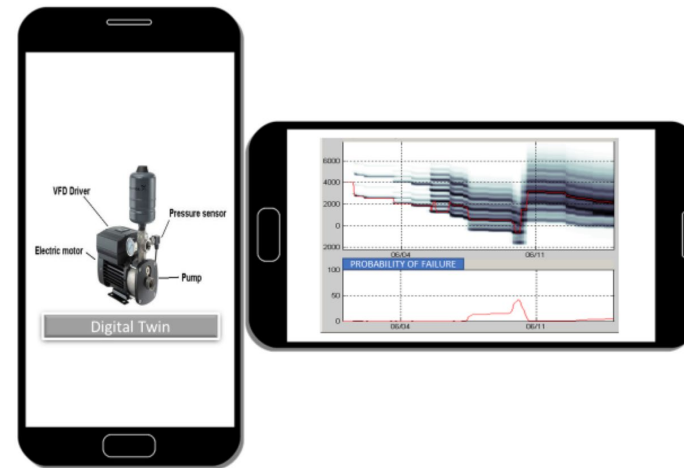 VFD Driver
Pressure sensor
Electric motor
Pump
Digital Twin
6000
4000
2000
0
2000
06/04
06/11
PROBABILITY OF FAILURE
100
50
0
06/04
06/11